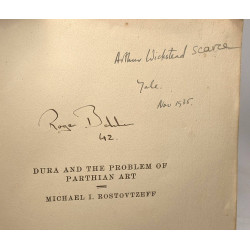 Arthur Wickstead scarce
Yale.
Nov 1935
42.
DURA AND THE PROBLEM OF
PARTHIAN ART
MICHAEL I. ROSTOVTZEFF